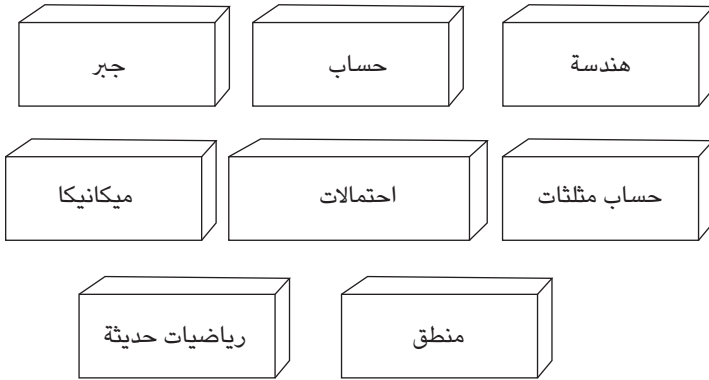 هندسة
حساب
جبر
حساب مثلثات
احتمالات
ميكانيكا
منطق
رياضيات حديثة